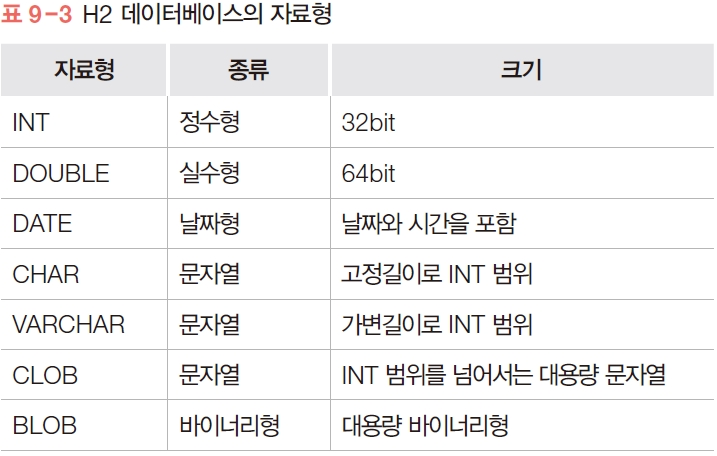 표 9-3 H2 데이터베이스의 자료형
자료형 종류 크기
INT 정수형 32bit
DOUBLE 실수형 64bit
DATE 날짜형 날짜와 시간을 포함
CHAR 문자열 고정길이로 INT 범위
VARCHAR 문자열 가변길이로 INT 범위
CLOB 문자열 INT 범위를 넘어서는 대용량 문자열
BLOB 바이너리형 대용량 바이너리형